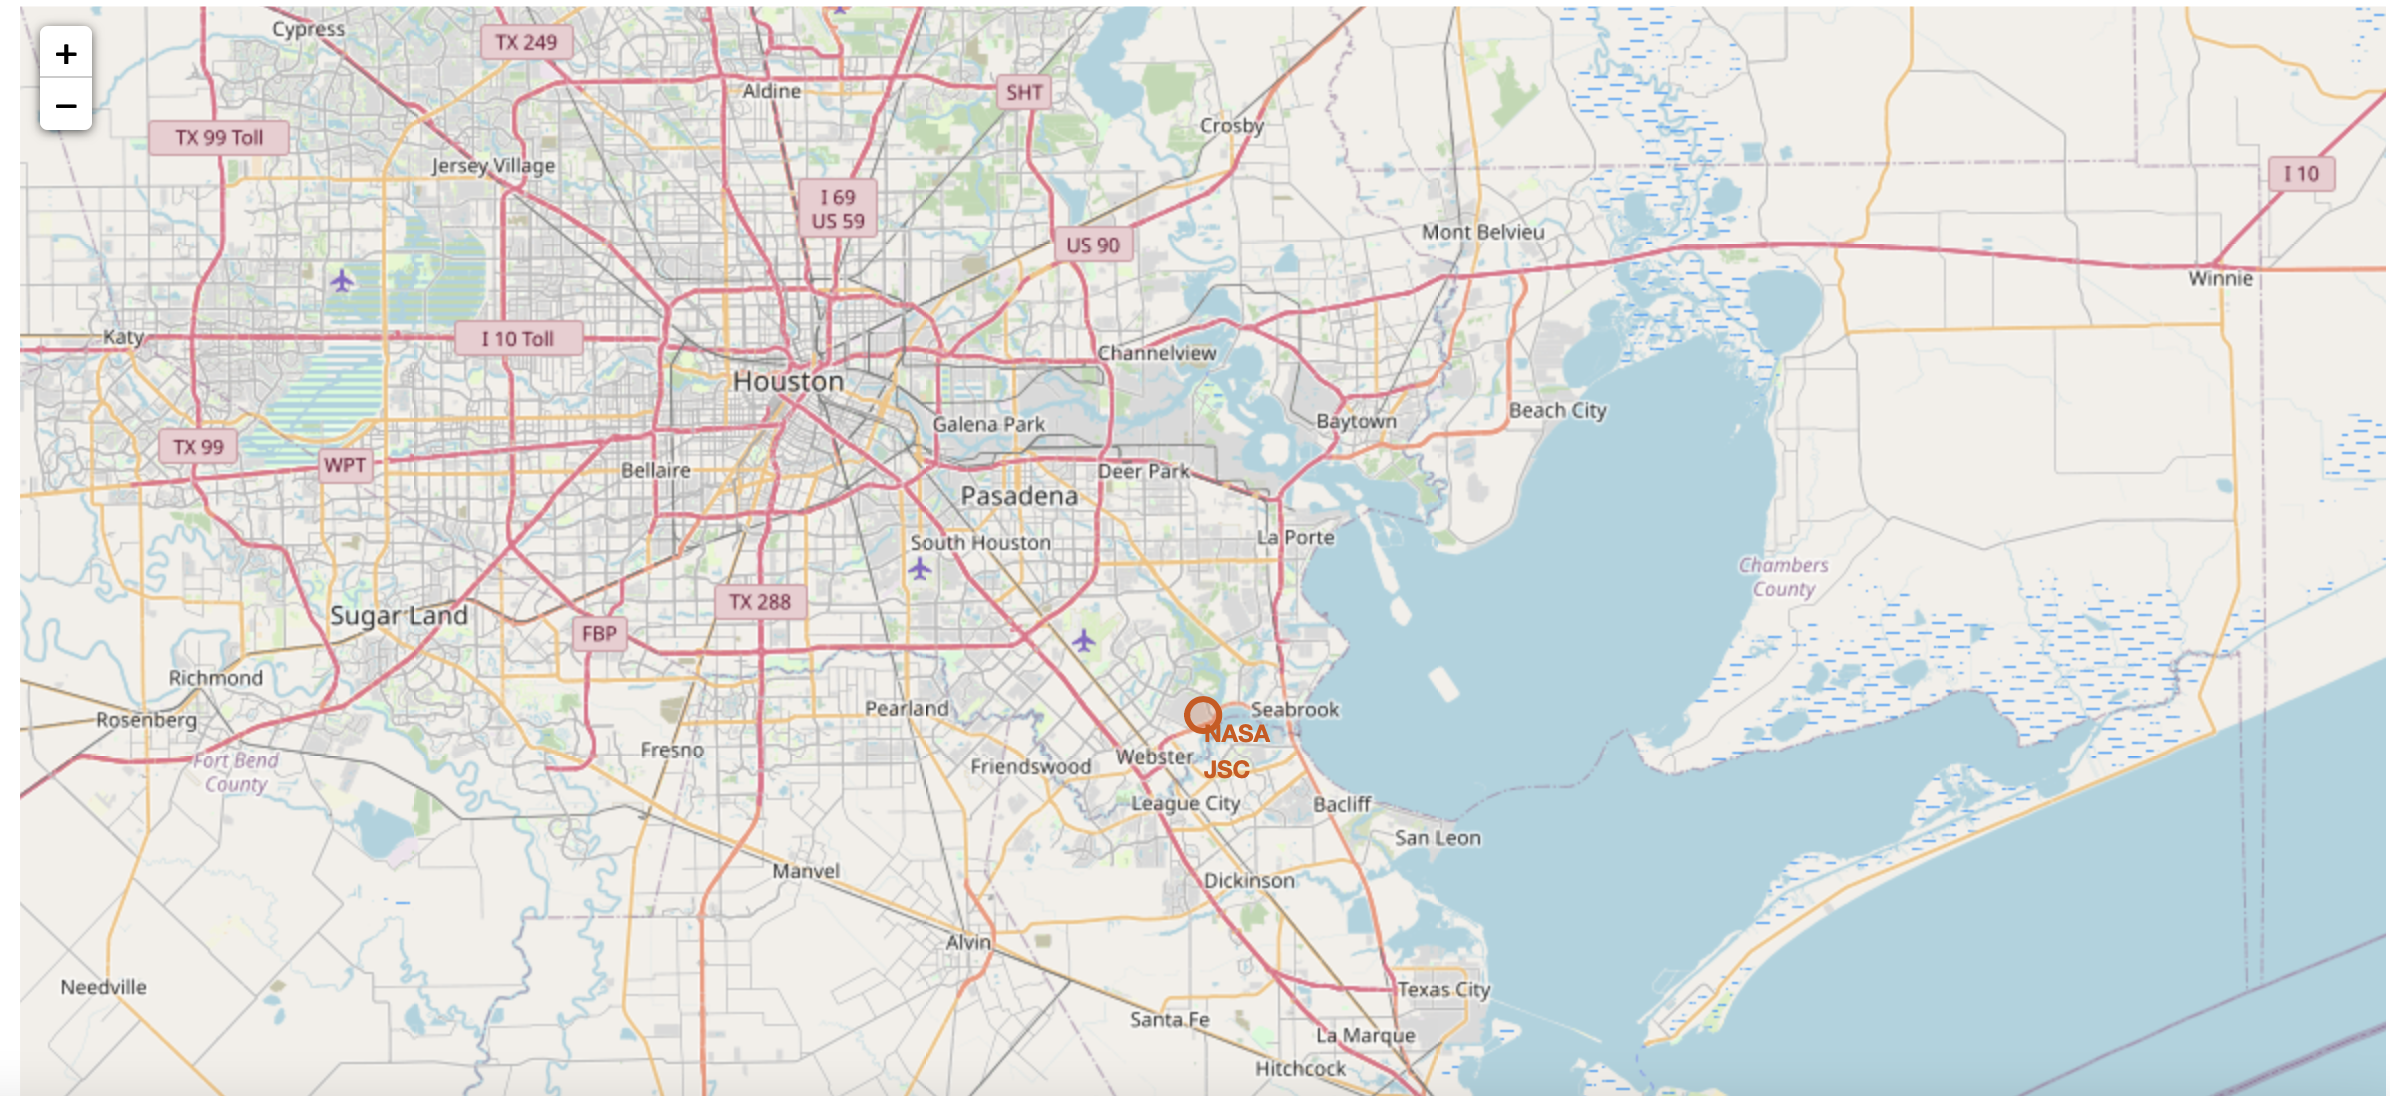 +
−
Cypress
TX 249
Aldine
SHT
TX 99 Toll
Crosby
Jersey Village
I 10
I 69
US 59
Mont Belvieu
US 90
Winnie
Katy
I 10 Toll
Channelview
Houston
Beach City
Galena Park
Baytown
TX 99
WPT
Bellaire
Deer Park
Pasadena
La Porte
South Houston
Chambers
County
TX 288
Sugar Land
FBP
Richmond
Pearland
Seabrook
Rosenberg
NASA
JSC
Fresno
Webster
Friendswood
Fort Bend
County
League City
Bacliff
San Leon
Manvel
Dickinson
Alvin
Needville
Texas City
Santa Fe
La Marque
Hitchcock